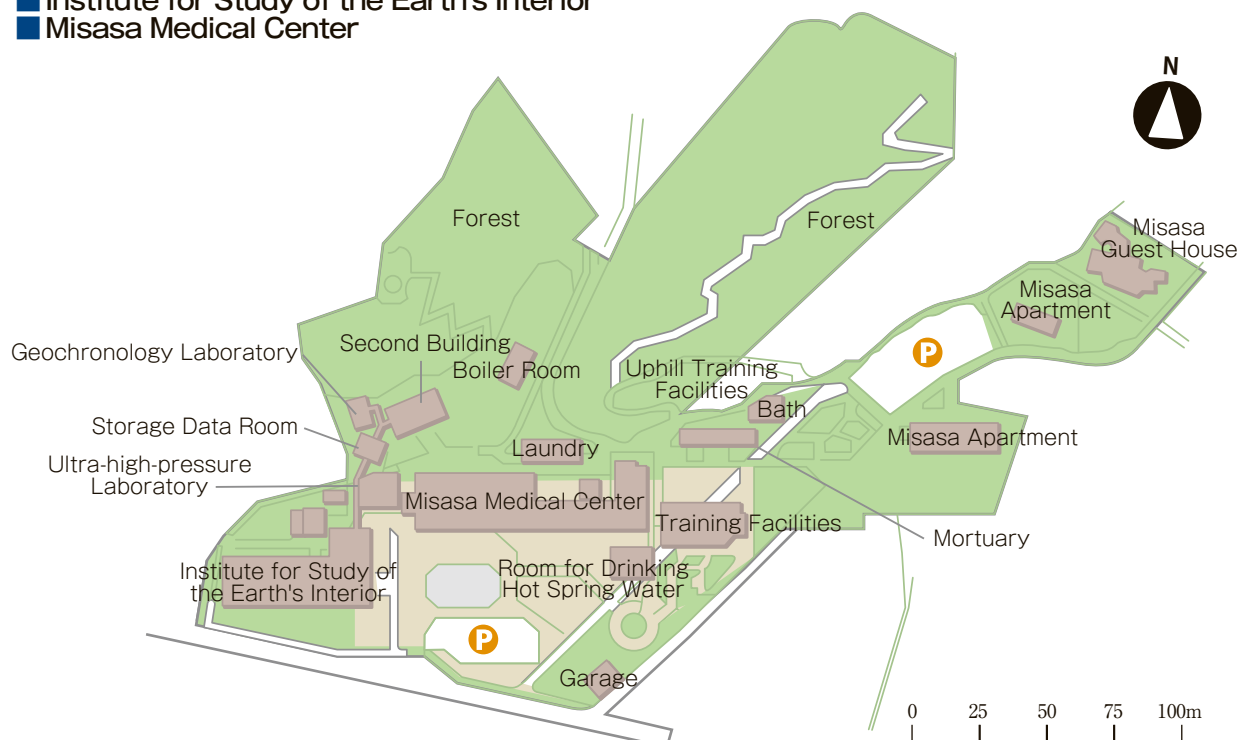 Institute for Study of the Earth's Interior
Misasa Medical Center
N
Forest
Forest
Misasa
Guest House
Misasa
Apartment
Second Building
Geochronology Laboratory
Boiler Room
Uphill Training
Facilities
P
Bath
Storage Data Room
Misasa Apartment
Laundry
Ultra-high-pressure
Laboratory
Misasa Medical Center
Training Facilities
Mortuary
Institute for Study of
the Earth's Interior
Room for Drinking
Hot Spring Water
P
Garage
0 25 50 75 100m